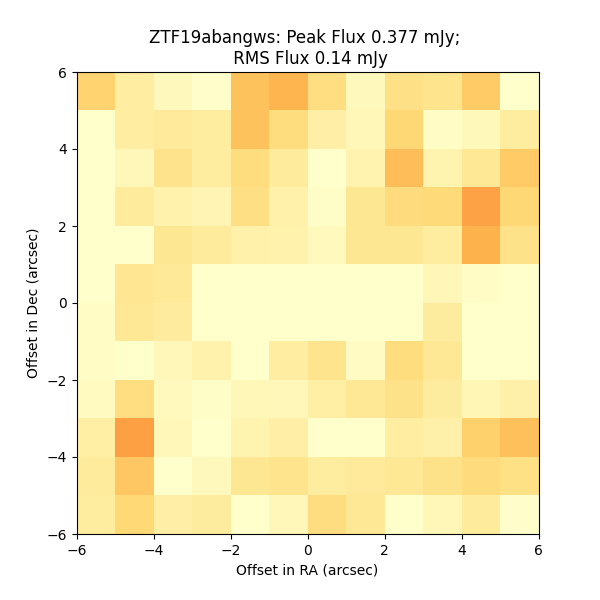 ZTF19abangws: Peak Flux 0.377 mJy;
RMS Flux 0.14 mJy
6
4
2
0
−2
−4
−6
Offset in Dec (arcsec)
−6 −4 −2 0 2 4 6
Offset in RA (arcsec)